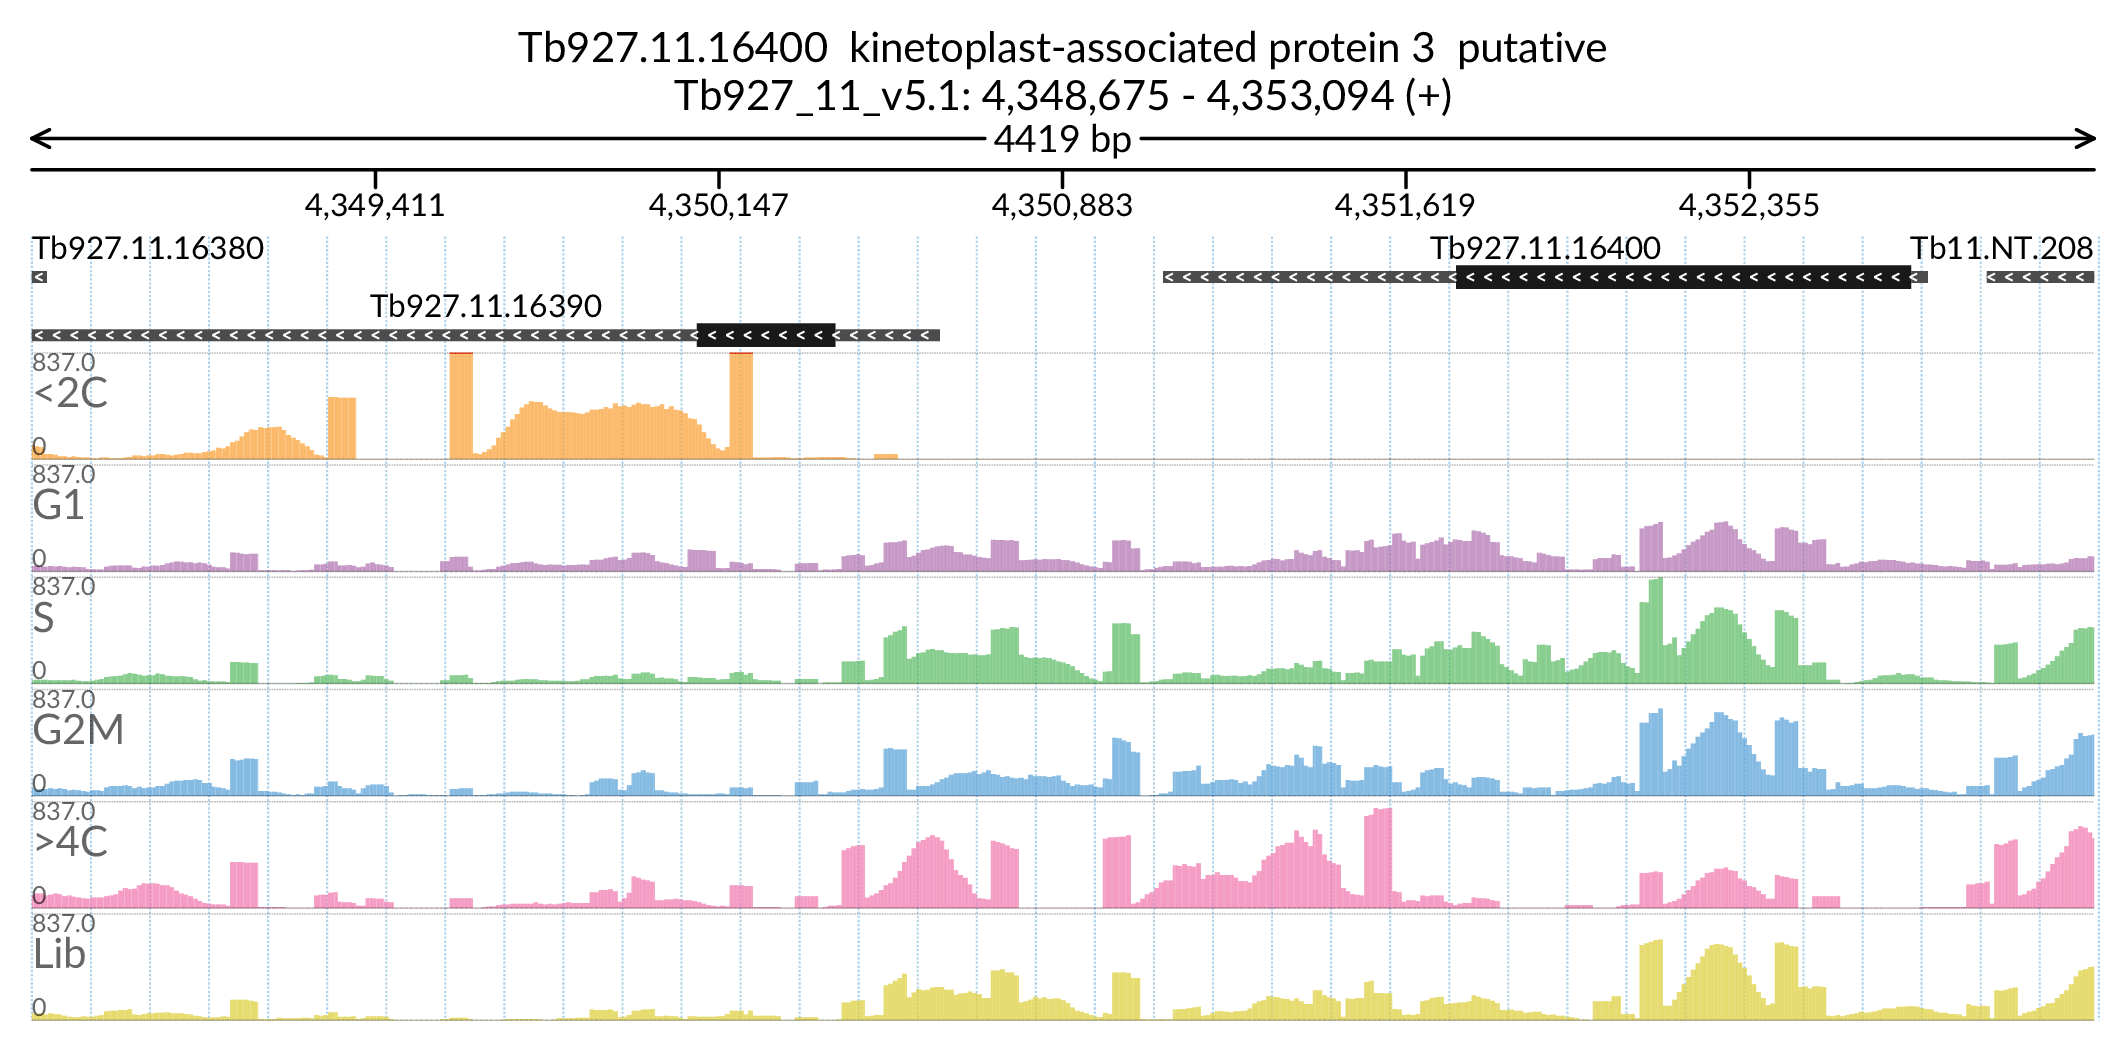 Tb927.11.16400  kinetoplast-associated protein 3  putative
Tb927_11_v5.1: 4,348,675 - 4,353,094 (+)
4419 bp
4,349,411 4,350,147 4,350,883 4,351,619 4,352,355
Tb927.11.16380 Tb927.11.16400 Tb11.NT.208
Tb927.11.16390
837.0
<2C
0
837.0
G1
0
837.0
S
0
837.0
G2M
0
837.0
>4C
0
837.0
Lib
0